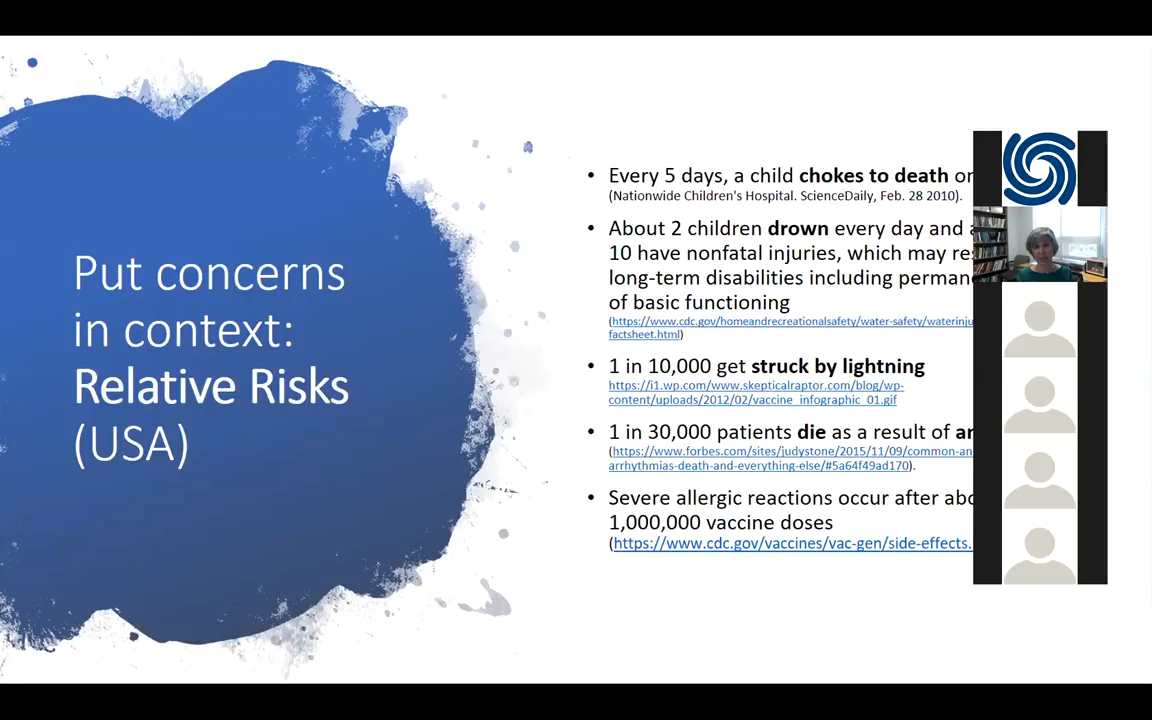 Put concerns
in context:
Relative Risks
(USA)
• Every 5 days, a child chokes to death
(Nationwide Children's Hospital. ScienceDaily, Feb. 28 2010).
• About 2 children drown every day and
10 have nonfatal injuries, which may
long-term disabilities including
of basic functioning
(https://www.cdc.gov/homeandrecreationalsafety/water-safety/waterinju
factsheet.html)
• 1 in 10,000 get struck by lightning
https://i1.wp.com/www.skepticalraptor.com/blog/wp-
content/uploads/2012/02/vaccine_infographic_01.gif
• 1 in 30,000 patients die as a result of
(https://www.forbes.com/sites/judystone/2015/11/09/common-an
arrhythmias-death-and-everything-else/#5a64f49ad170).
• Severe allergic reactions occur after
1,000,000 vaccine doses
(https://www.cdc.gov/vaccines/vac-gen/side-effects.